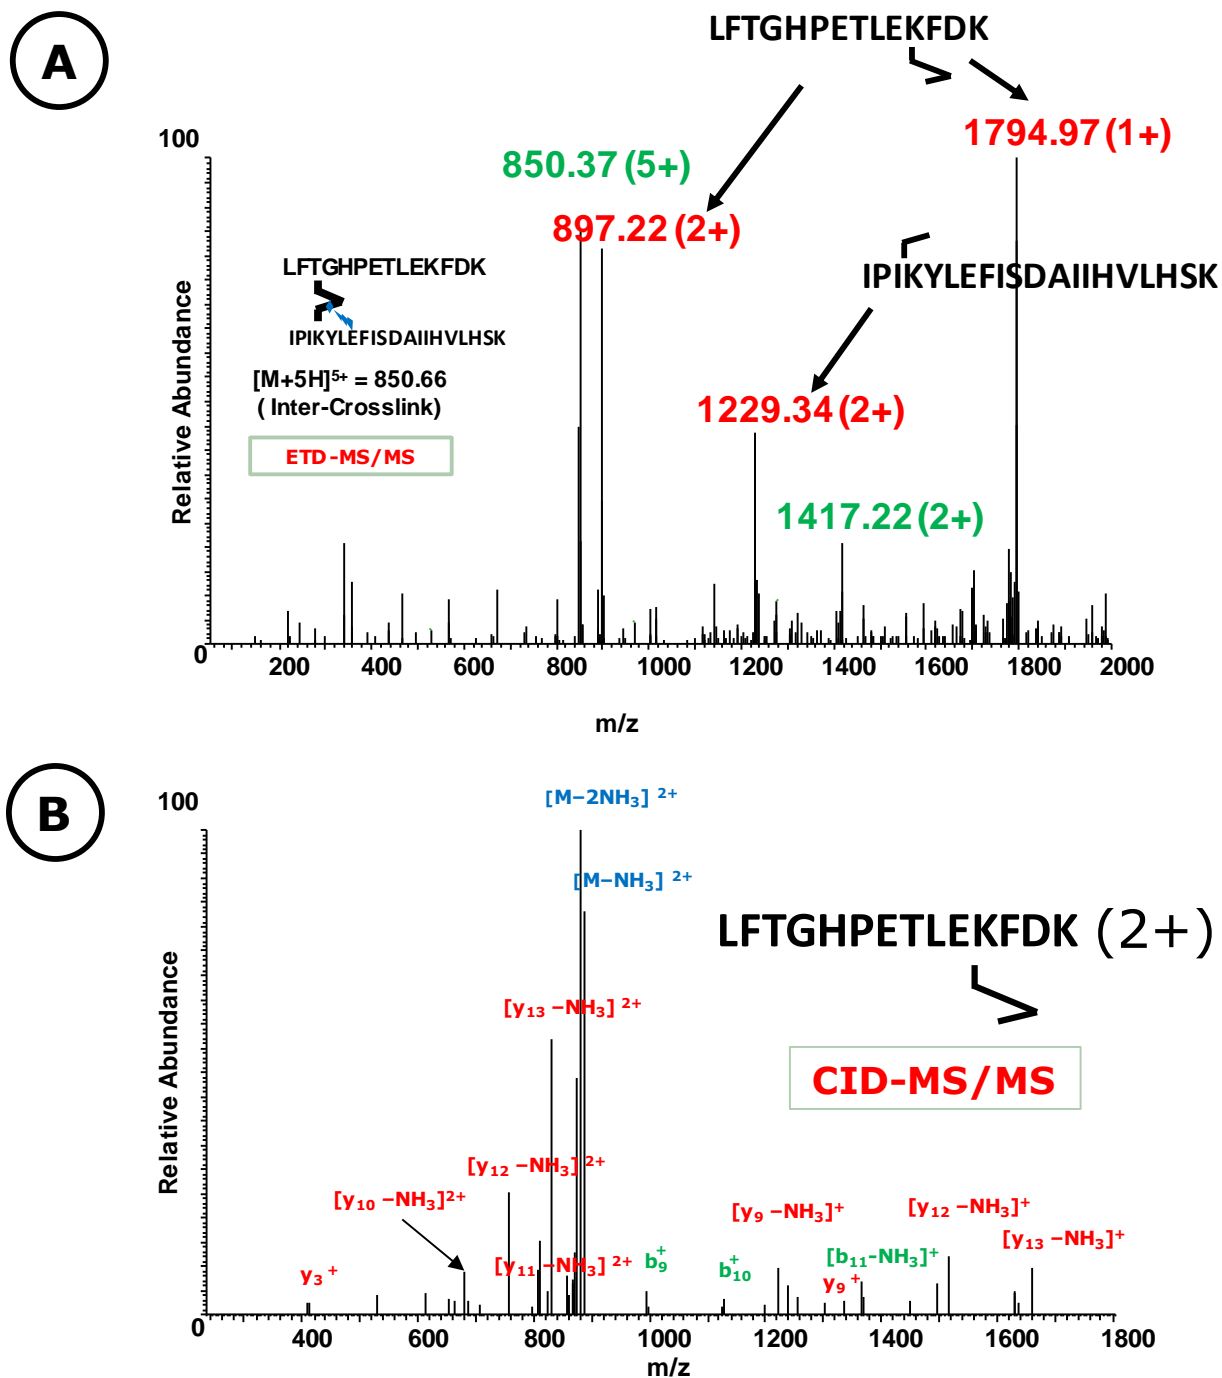 A
LFTGHPETLEKFDK
100
1794.97 (1+)
850.37 (5+)
897.22 (2+)
LFTGHPETLEKFDK
IPIKYLEFISDAIIHVLHSK
IPIKYLEFISDAIIHVLHSK
[M+5H]⁵⁺ = 850.66
( Inter-Crosslink)
1229.34 (2+)
ETD-MS/MS
1417.22 (2+)
Relative Abundance
0 200 400 600 800 1000 1200 1400 1600 1800 2000
m/z
B
100
[M−2NH₃] ²⁺
[M−NH₃] ²⁺
LFTGHPETLEKFDK (2+)
[y₁₃ −NH₃] ²⁺
CID-MS/MS
Relative Abundance
[y₁₂ −NH₃] ²⁺
[y₁₀ −NH₃]²⁺
[y₉ −NH₃]⁺
[y₁₂ −NH₃]⁺
[y₁₃ −NH₃]⁺
[y₁₁ −NH₃] ²⁺
b₉⁺
b₁₀⁺
[b₁₁-NH₃]⁺
y₃ ⁺
y₉ ⁺
0 400 600 800 1000 1200 1400 1600 1800
m/z